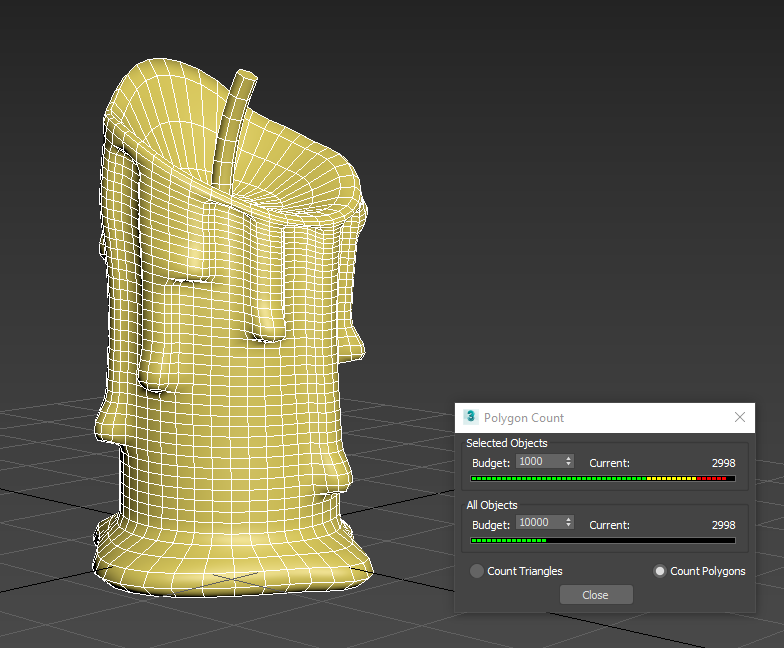 3 Polygon Count
Selected Objects
Budget: 1000 Current: 2998
All Objects
Budget: 10000 Current: 2998
Count Triangles Count Polygons
Close